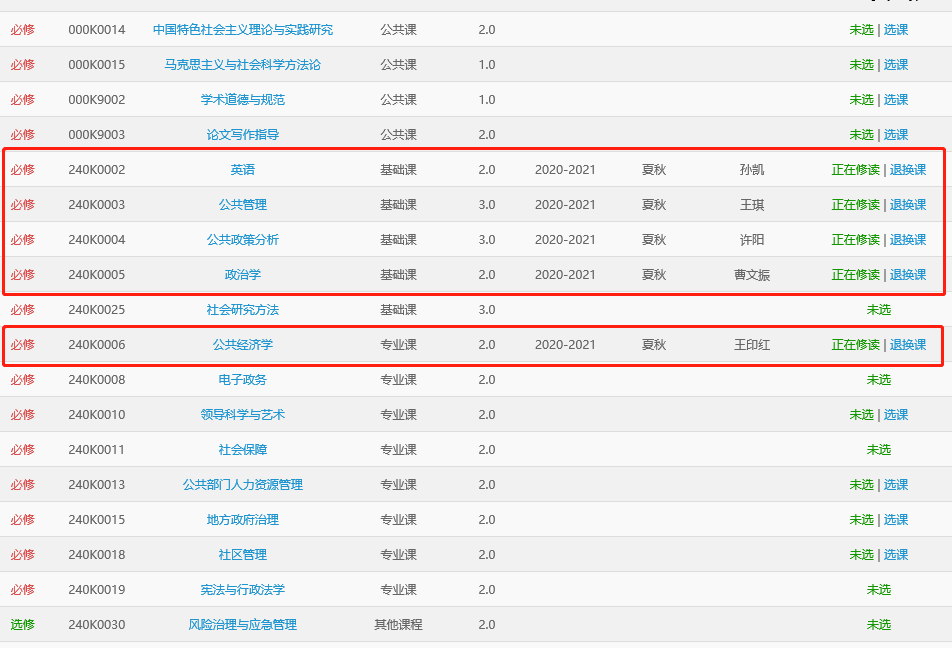 必修 000K0014 中国特色社会主义理论与实践研究 公共课 2.0 未选 | 选课
必修 000K0015 马克思主义与社会科学方法论 公共课 1.0 未选 | 选课
必修 000K9002 学术道德与规范 公共课 1.0 未选 | 选课
必修 000K9003 论文写作指导 公共课 2.0 未选 | 选课
必修 240K0002 英语 基础课 2.0 2020-2021 夏秋 孙凯 正在修读 | 退换课
必修 240K0003 公共管理 基础课 3.0 2020-2021 夏秋 王琪 正在修读 | 退换课
必修 240K0004 公共政策分析 基础课 3.0 2020-2021 夏秋 许阳 正在修读 | 退换课
必修 240K0005 政治学 基础课 2.0 2020-2021 夏秋 曹文振 正在修读 | 退换课
必修 240K0025 社会研究方法 基础课 3.0 未选
必修 240K0006 公共经济学 专业课 2.0 2020-2021 夏秋 王印红 正在修读 | 退换课
必修 240K0008 电子政务 专业课 2.0 未选
必修 240K0010 领导科学与艺术 专业课 2.0 未选 | 选课
必修 240K0011 社会保障 专业课 2.0 未选
必修 240K0013 公共部门人力资源管理 专业课 2.0 未选 | 选课
必修 240K0015 地方政府治理 专业课 2.0 未选 | 选课
必修 240K0018 社区管理 专业课 2.0 未选 | 选课
必修 240K0019 宪法与行政法学 专业课 2.0 未选
选修 240K0030 风险治理与应急管理 其他课程 2.0 未选